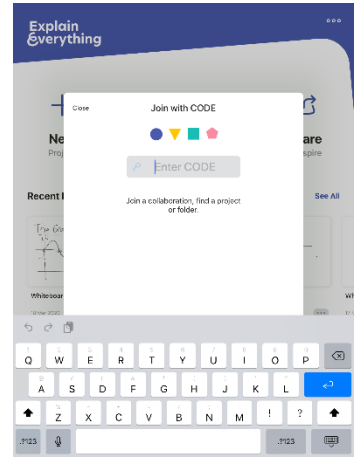 Explain
Everything
Close
Join with CODE
Ne
are
Proj
spire
Enter CODE
Join a collaboration, find a project
or folder.
Recent
See All
The
Whiteboar
Wh
Q W E R T Y U I O P
A S D F G H J K L
Z X C V B N M ! ?
.?123
.?123